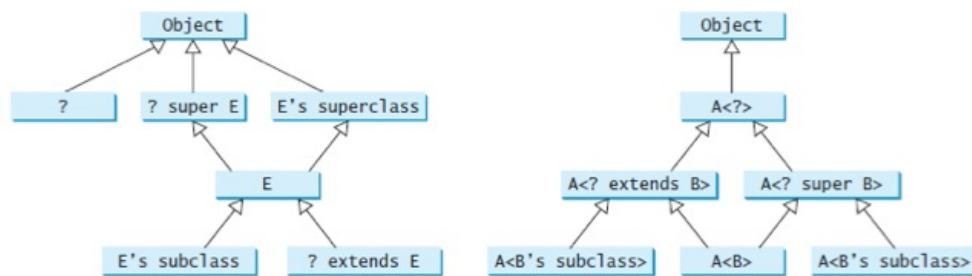 Object
Object
?
? super E
E's superclass
A<?>
E
A<? extends B>
A<? super B>
E's subclass
? extends E
A<B's subclass>
A<B>
A<B's subclass>